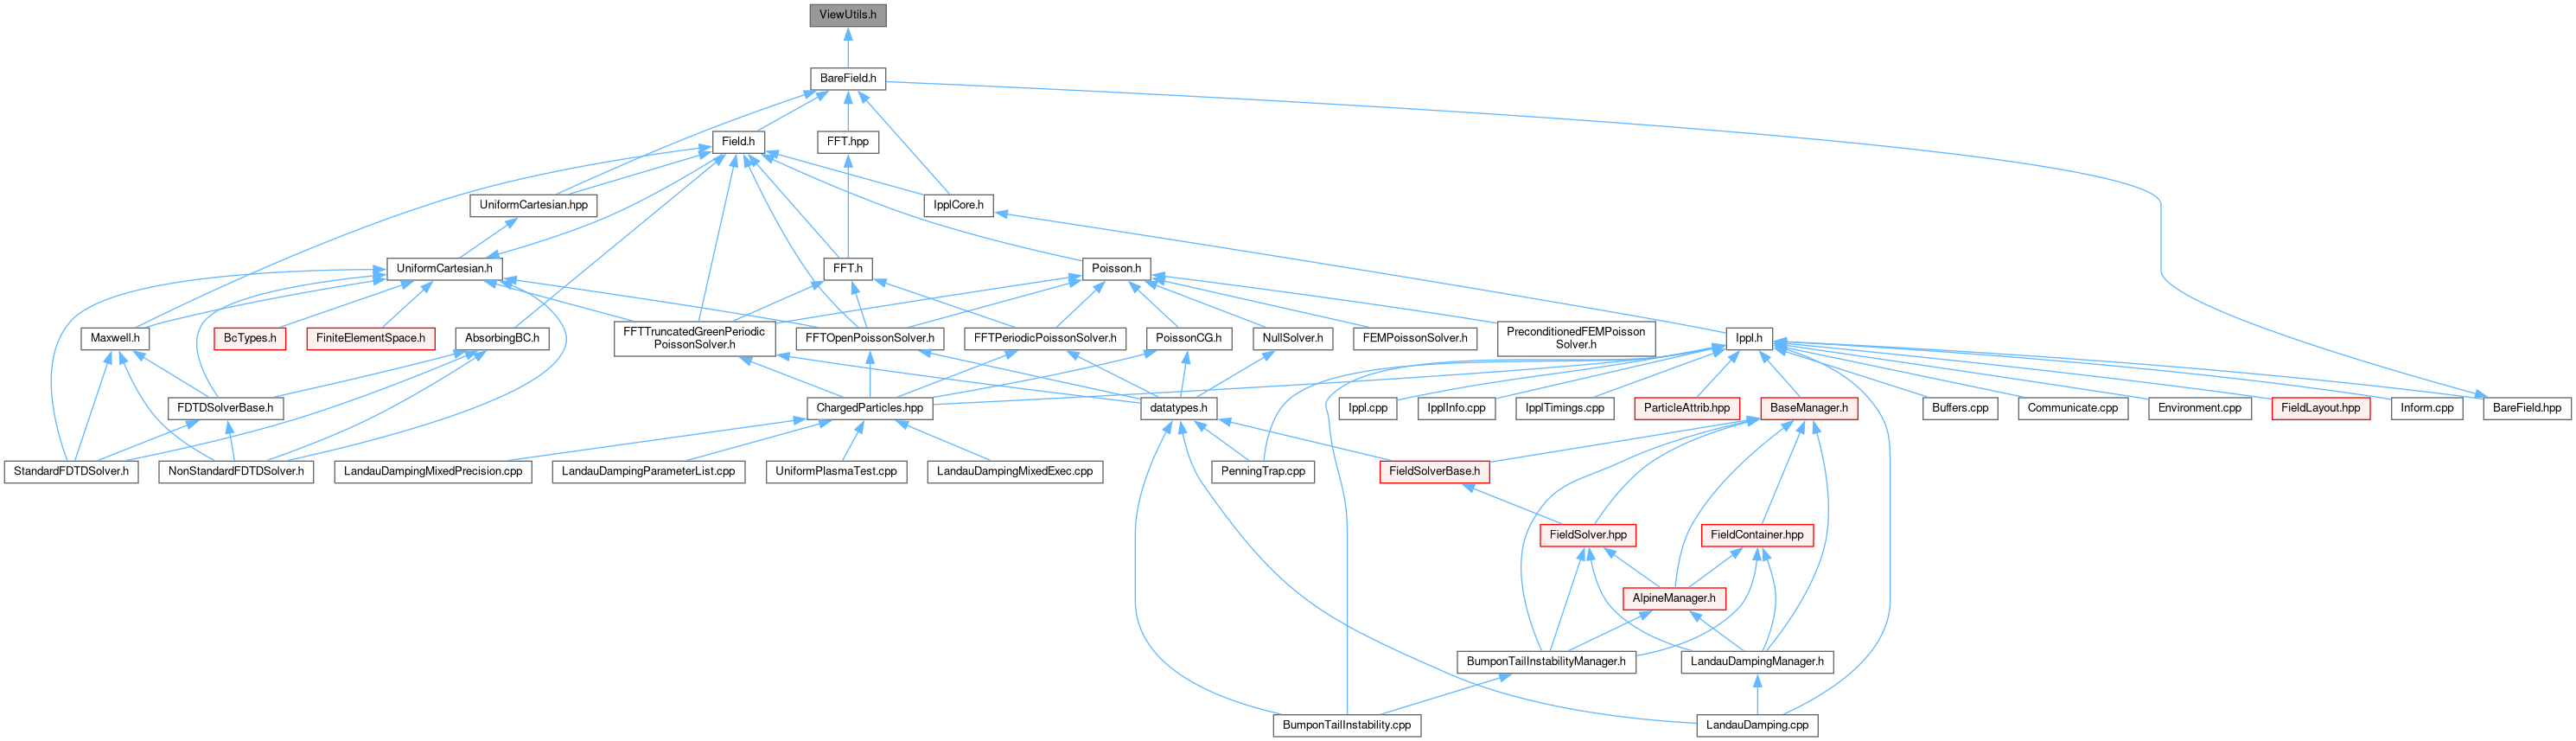 ViewUtils.h
BareField.h
Field.h
FFT.hpp
UniformCartesian.hpp
IpplCore.h
UniformCartesian.h
FFT.h
Poisson.h
Maxwell.h
BcTypes.h
FiniteElementSpace.h
AbsorbingBC.h
FFTTruncatedGreenPeriodic
PoissonSolver.h
FFTOpenPoissonSolver.h
FFTPeriodicPoissonSolver.h
PoissonCG.h
NullSolver.h
FEMPoissonSolver.h
PreconditionedFEMPoisson
Solver.h
Ippl.h
FDTDSolverBase.h
ChargedParticles.hpp
datatypes.h
Ippl.cpp
IpplInfo.cpp
IpplTimings.cpp
ParticleAttrib.hpp
BaseManager.h
Buffers.cpp
Communicate.cpp
Environment.cpp
FieldLayout.hpp
Inform.cpp
BareField.hpp
StandardFDTDSolver.h
NonStandardFDTDSolver.h
LandauDampingMixedPrecision.cpp
LandauDampingParameterList.cpp
UniformPlasmaTest.cpp
LandauDampingMixedExec.cpp
PenningTrap.cpp
FieldSolverBase.h
FieldSolver.hpp
FieldContainer.hpp
AlpineManager.h
BumponTailInstabilityManager.h
LandauDampingManager.h
BumponTailInstability.cpp
LandauDamping.cpp